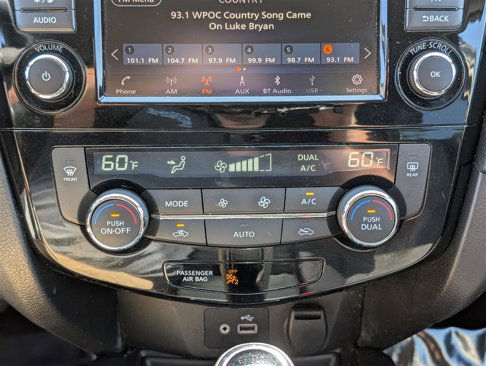 AUDIO
FM Menu
COUNTRY
93.1 WPOC Country Song Came
On Luke Bryan
BACK
VOLUME
TUNE·SCROLL
OK
1 2 3 4 5 6
101.1 FM 104.7 FM 97.9 FM 99.9 FM 98.7 FM 93.1 FM
Phone AM FM AUX BT Audio USB Settings
FRONT
60°F
DUAL
A/C
60°F
REAR
PUSH
ON·OFF
MODE
A/C
AUTO
PUSH
DUAL
PASSENGER
AIR BAG
OFF